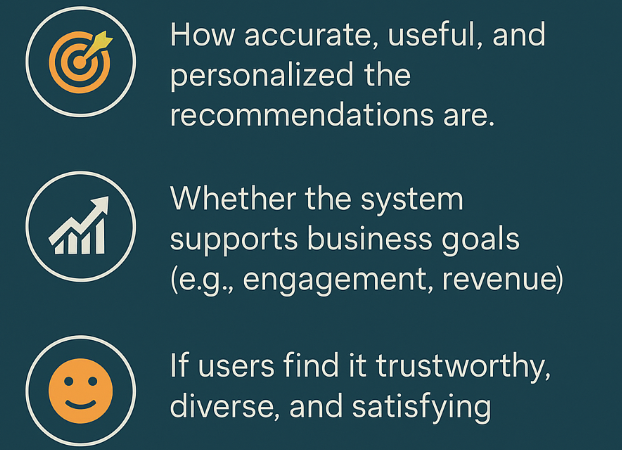 How accurate, useful, and
personalized the
recommendations are.
Whether the system
supports business goals
(e.g., engagement, revenue)
If users find it trustworthy,
diverse, and satisfying